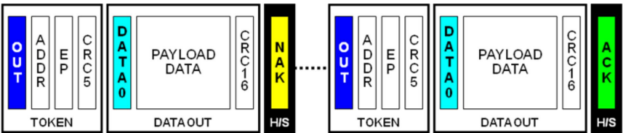 OUT ADDR EP CRC5 DATA0 PAYLOAD DATA CRC16 NAK OUT ADDR EP CRC5 DATA0 PAYLOAD DATA CRC16 ACK
TOKEN DATA OUT H/S TOKEN DATA OUT H/S